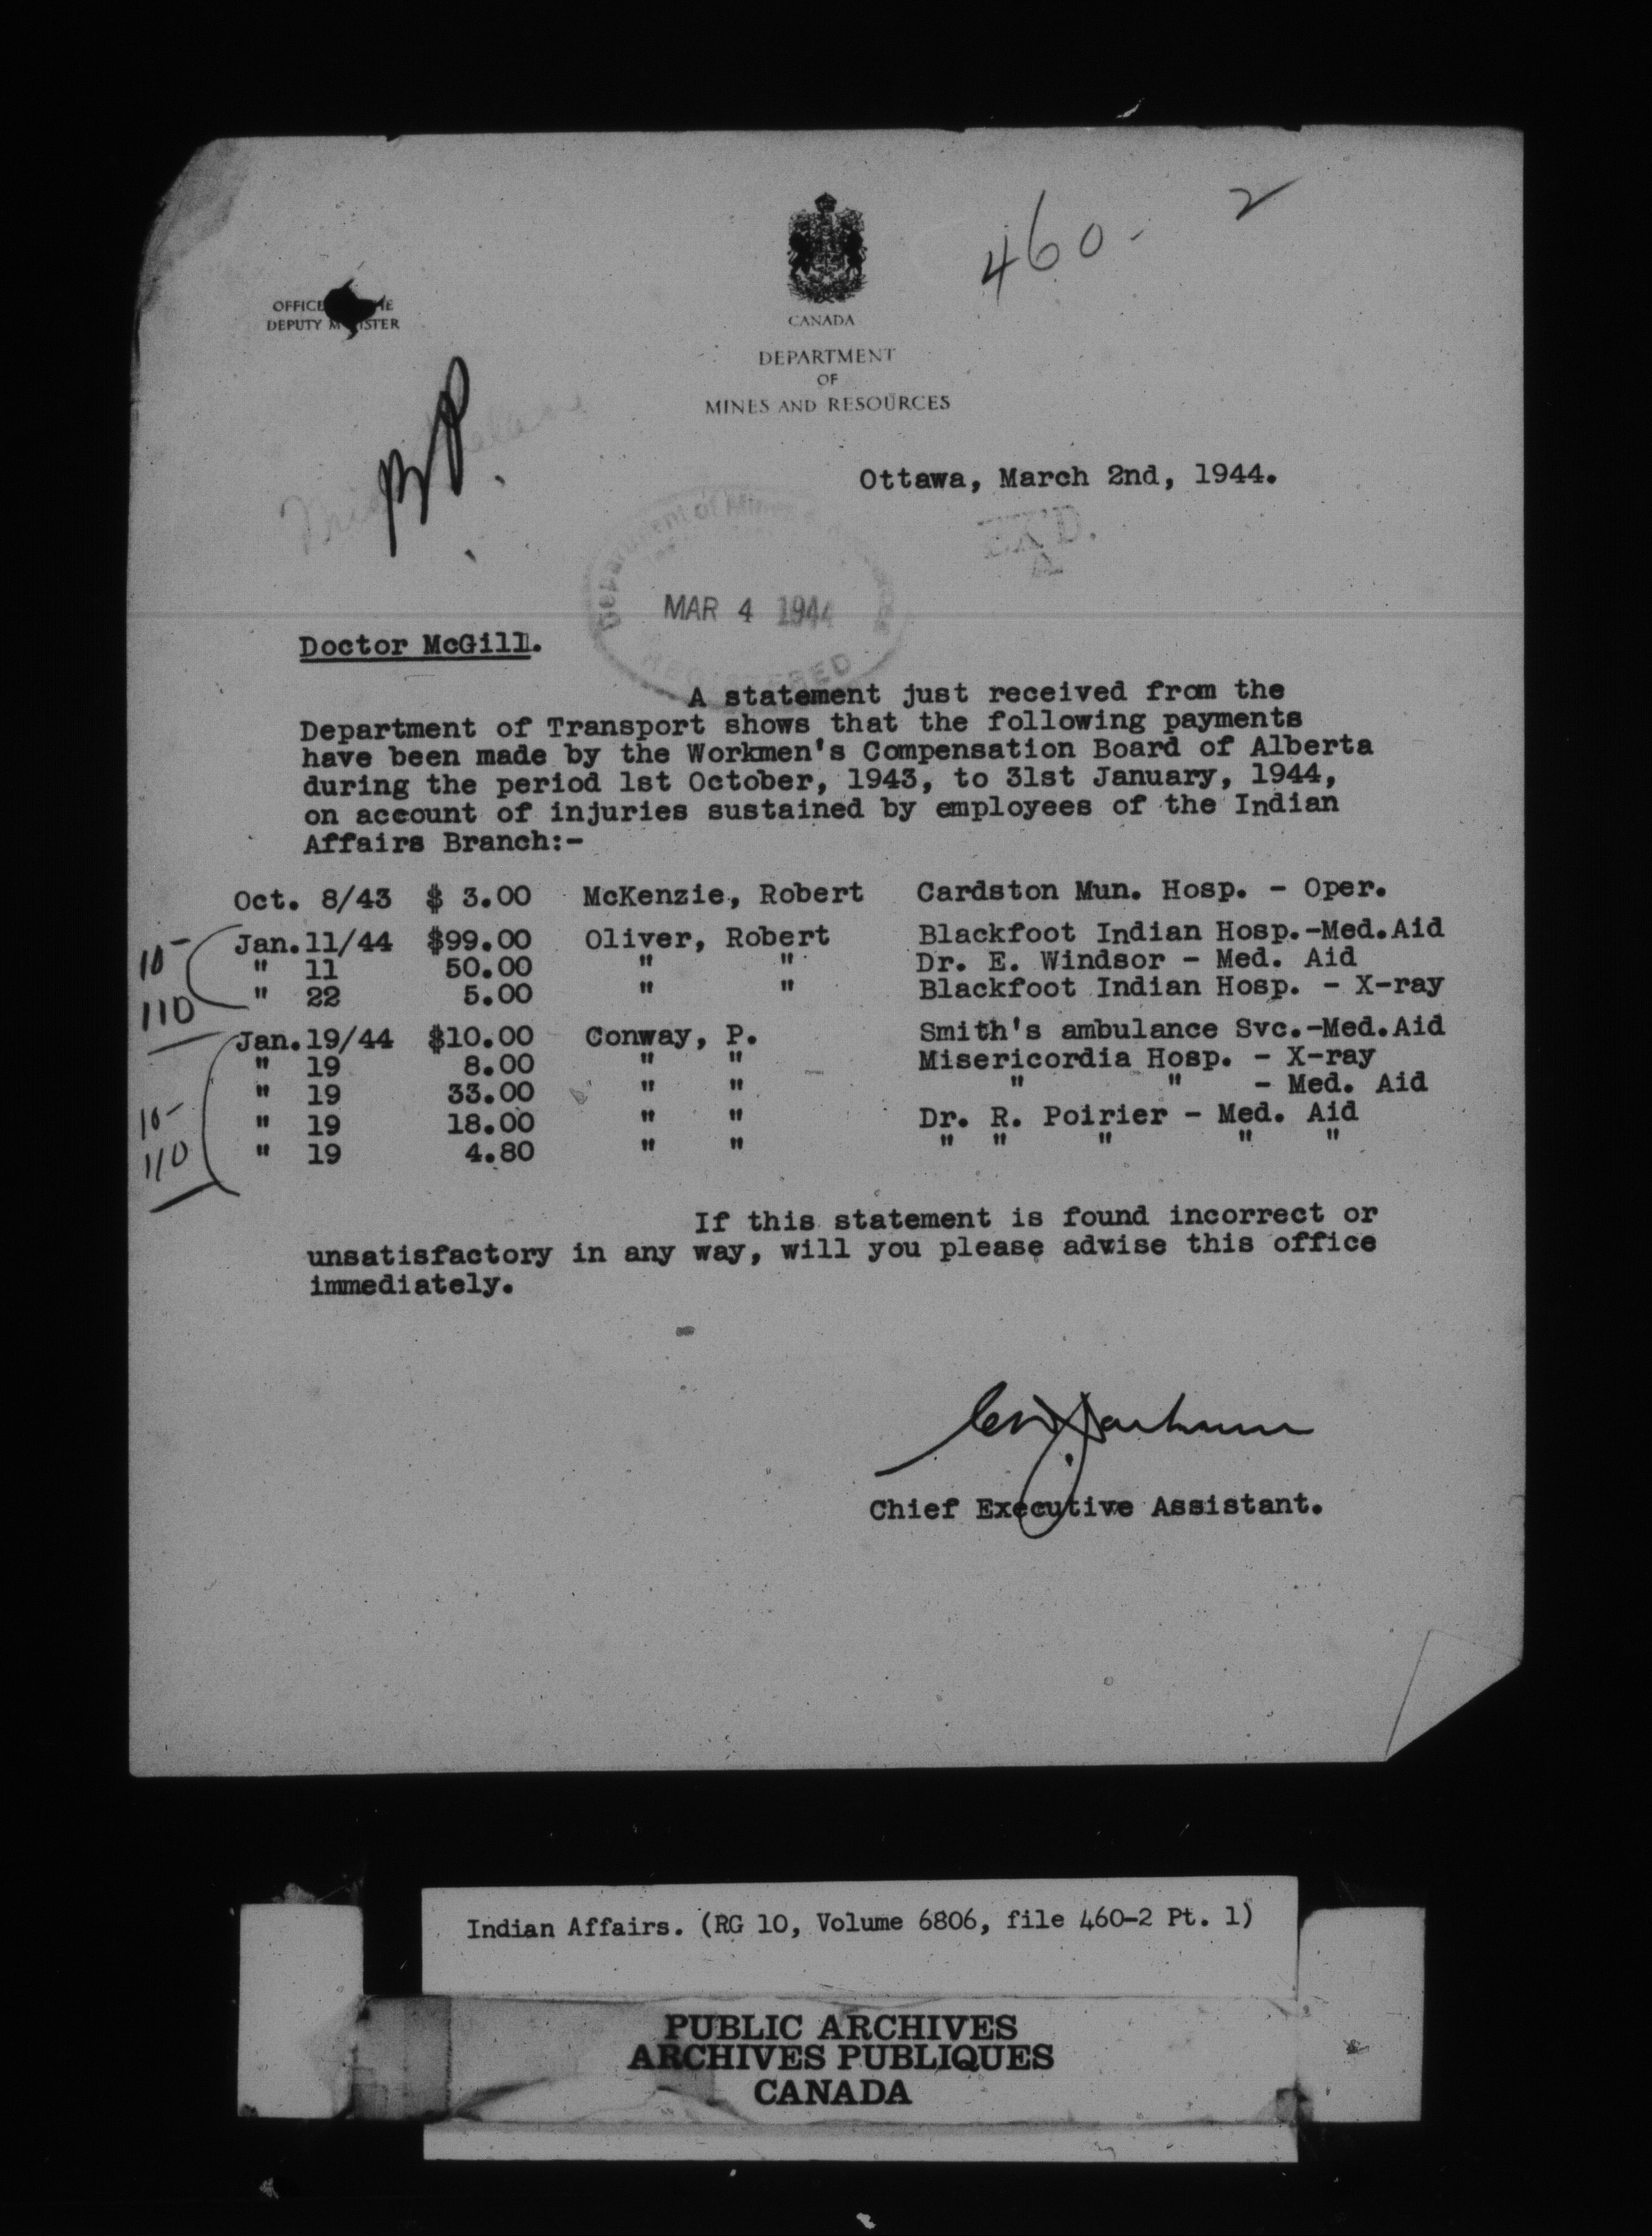 460-2
OFFICE
DEPUTY
CANADA
DEPARTMENT
OF
MINES AND RESOURCES
Ottawa, March 2nd, 1944.
EX'D.
A
Department of Mines
MAR 4 1944
REGISTERED
Doctor McGill.
A statement just received from the
Department of Transport shows that the following payments
have been made by the Workmen's Compensation Board of Alberta
during the period 1st October, 1943, to 31st January, 1944,
on account of injuries sustained by employees of the Indian
Affairs Branch:-
Oct. 8/43 $ 3.00 McKenzie, Robert Cardston Mun. Hosp. - Oper.
10-
110
Jan.11/44 $99.00 Oliver, Robert Blackfoot Indian Hosp.-Med.Aid
" 11 50.00 " " Dr. E. Windsor - Med. Aid
" 22 5.00 " " Blackfoot Indian Hosp. - X-ray
Jan.19/44 $10.00 Conway, P. Smith's ambulance Svc.-Med.Aid
" 19 8.00 " " Misericordia Hosp. - X-ray
" 19 33.00 " " " " - Med. Aid
10-
110
" 19 18.00 " " Dr. R. Poirier - Med. Aid
" 19 4.80 " " " " " " "
If this statement is found incorrect or
unsatisfactory in any way, will you please advise this office
immediately.
Chief Executive Assistant.
Indian Affairs. (RG 10, Volume 6806, file 460-2 Pt. 1)
PUBLIC ARCHIVES
ARCHIVES PUBLIQUES
CANADA